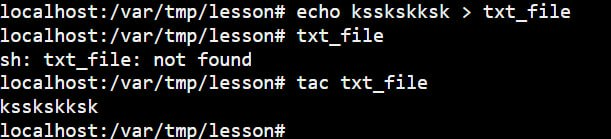 localhost:/var/tmp/lesson# echo ksskskksk > txt_file
localhost:/var/tmp/lesson# txt_file
sh: txt_file: not found
localhost:/var/tmp/lesson# tac txt_file
ksskskksk
localhost:/var/tmp/lesson#